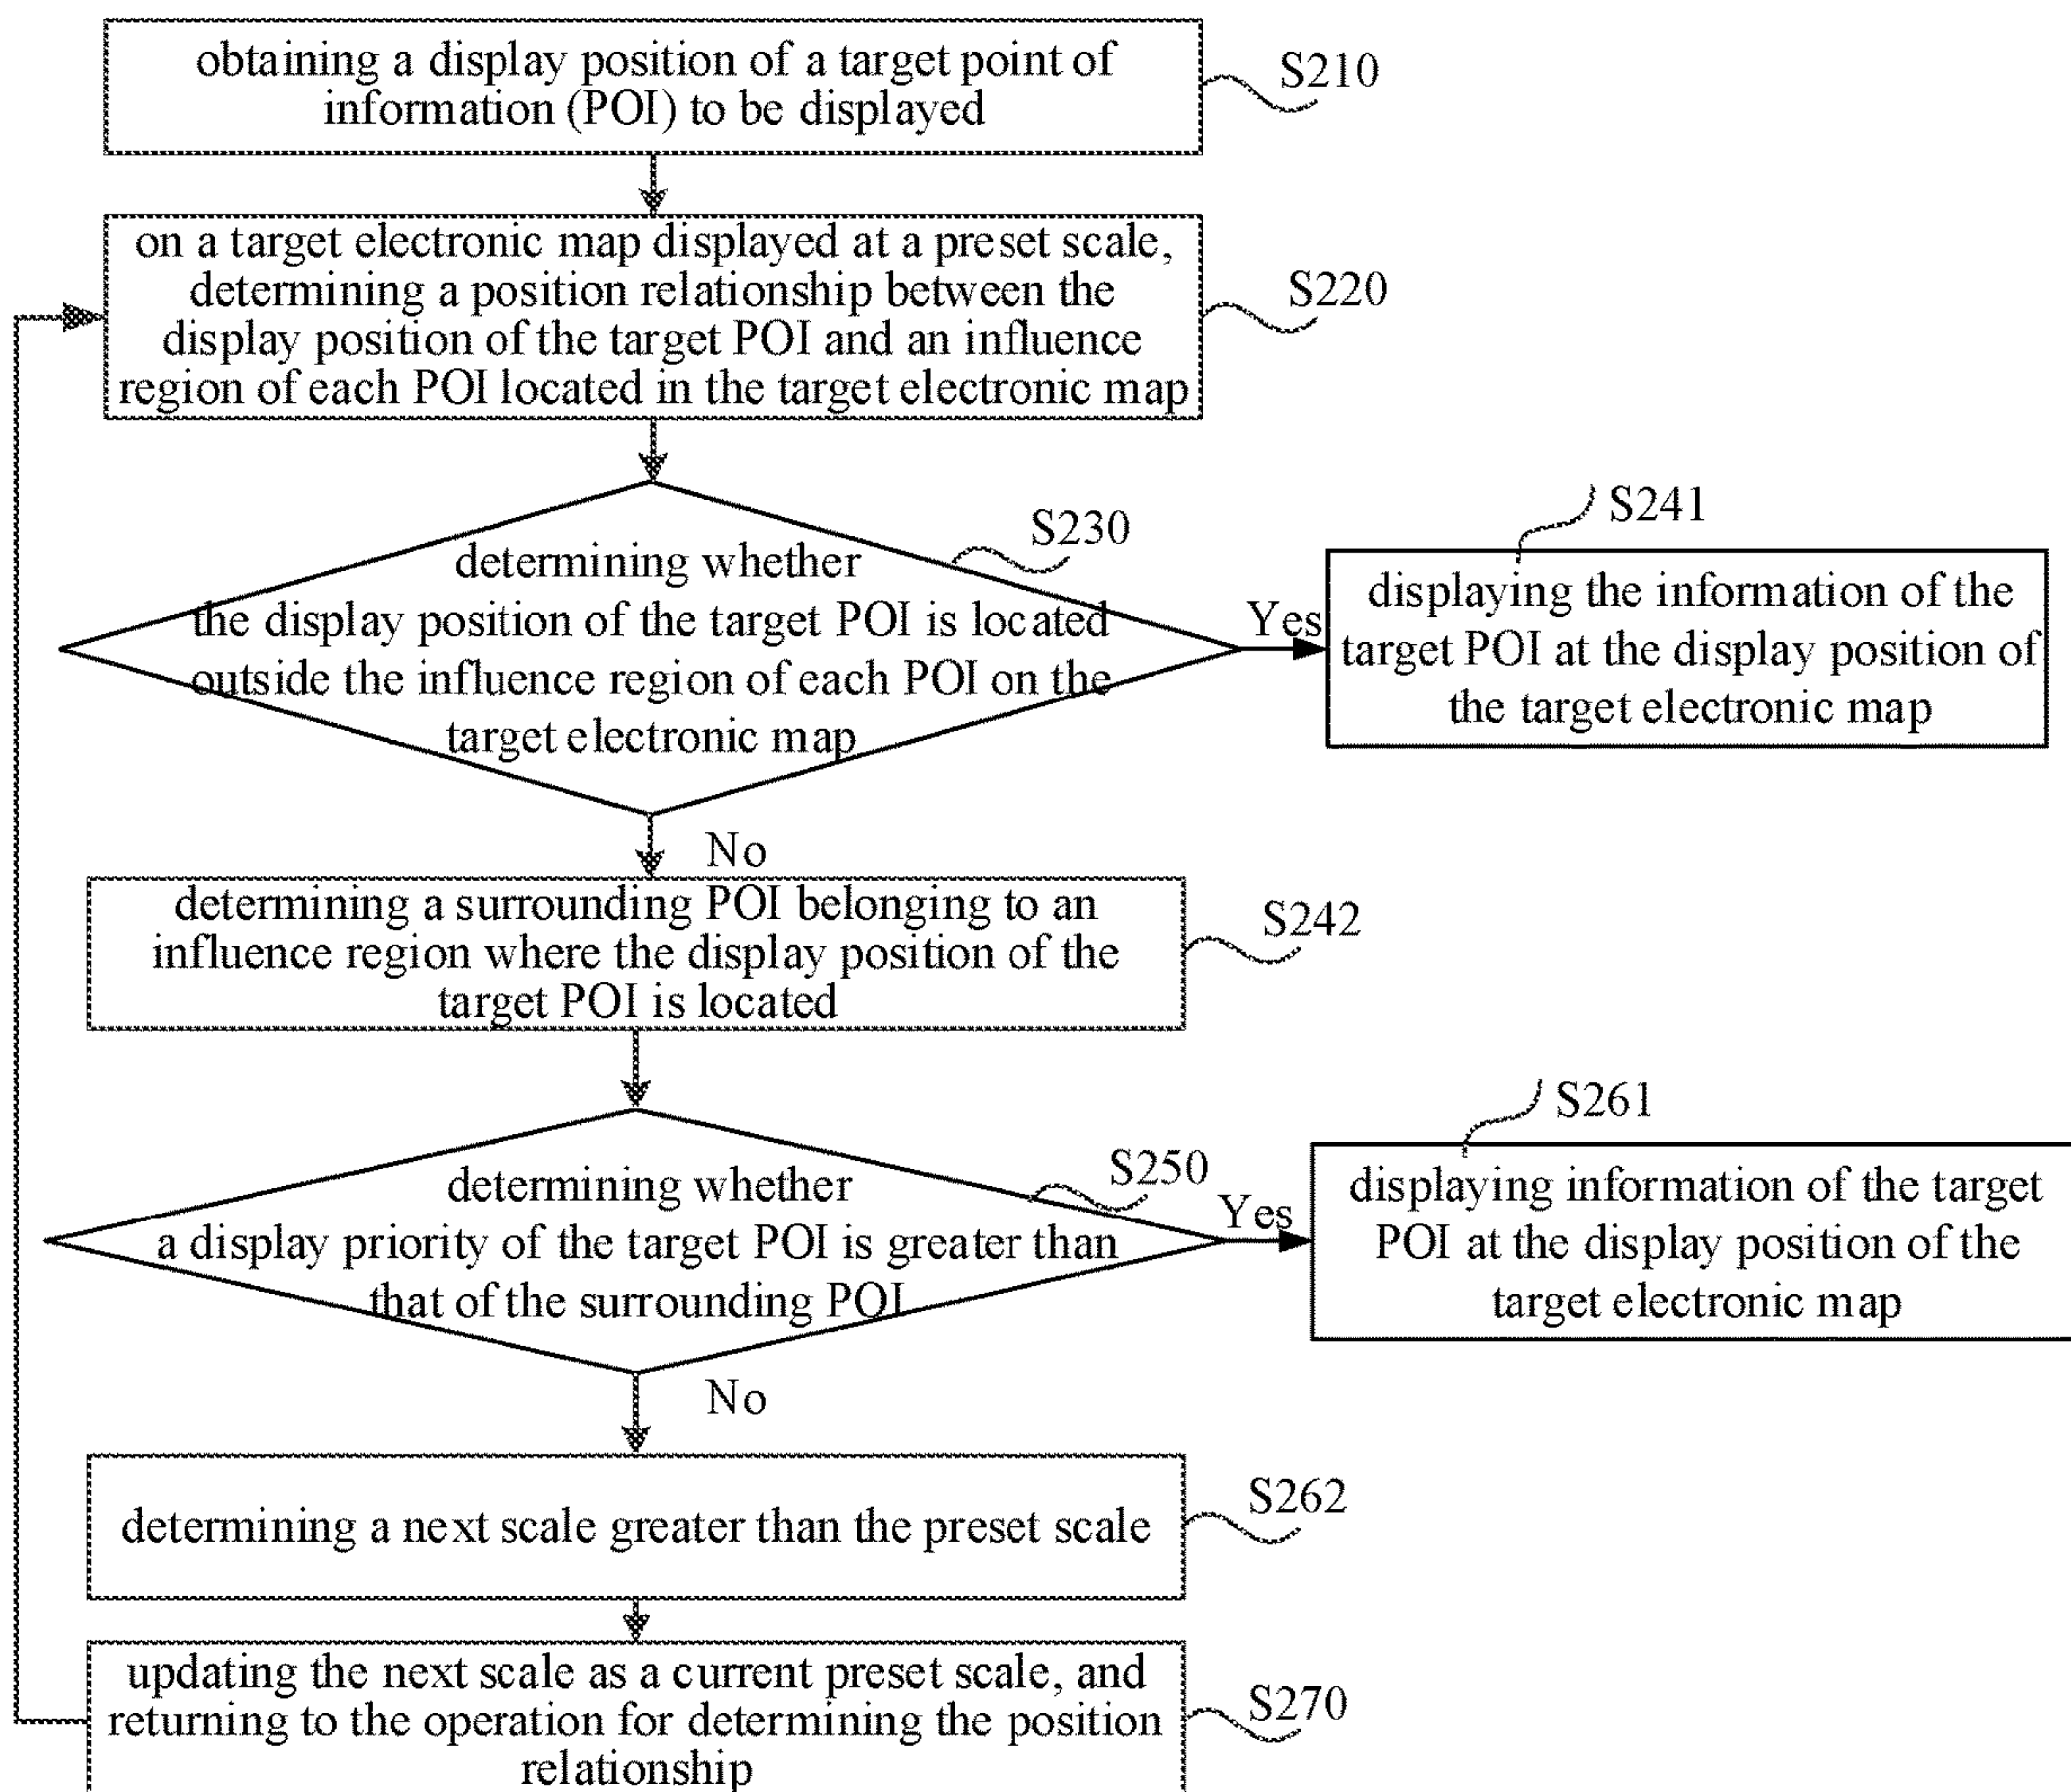 obtaining a display position of a target point of
information (POI) to be displayed
S210
on a target electronic map displayed at a preset scale,
determining a position relationship between the
display position of the target POI and an influence
region of each POI located in the target electronic map
S220
determining whether
the display position of the target POI is located
outside the influence region of each POI on the
target electronic map
S230
Yes
S241
displaying the information of the
target POI at the display position of
the target electronic map
No
determining a surrounding POI belonging to an
influence region where the display position of the
target POI is located
S242
determining whether
a display priority of the target POI is greater than
that of the surrounding POI
S250
Yes
S261
displaying information of the target
POI at the display position of the
target electronic map
No
determining a next scale greater than the preset scale
S262
updating the next scale as a current preset scale, and
returning to the operation for determining the position
relationship
S270